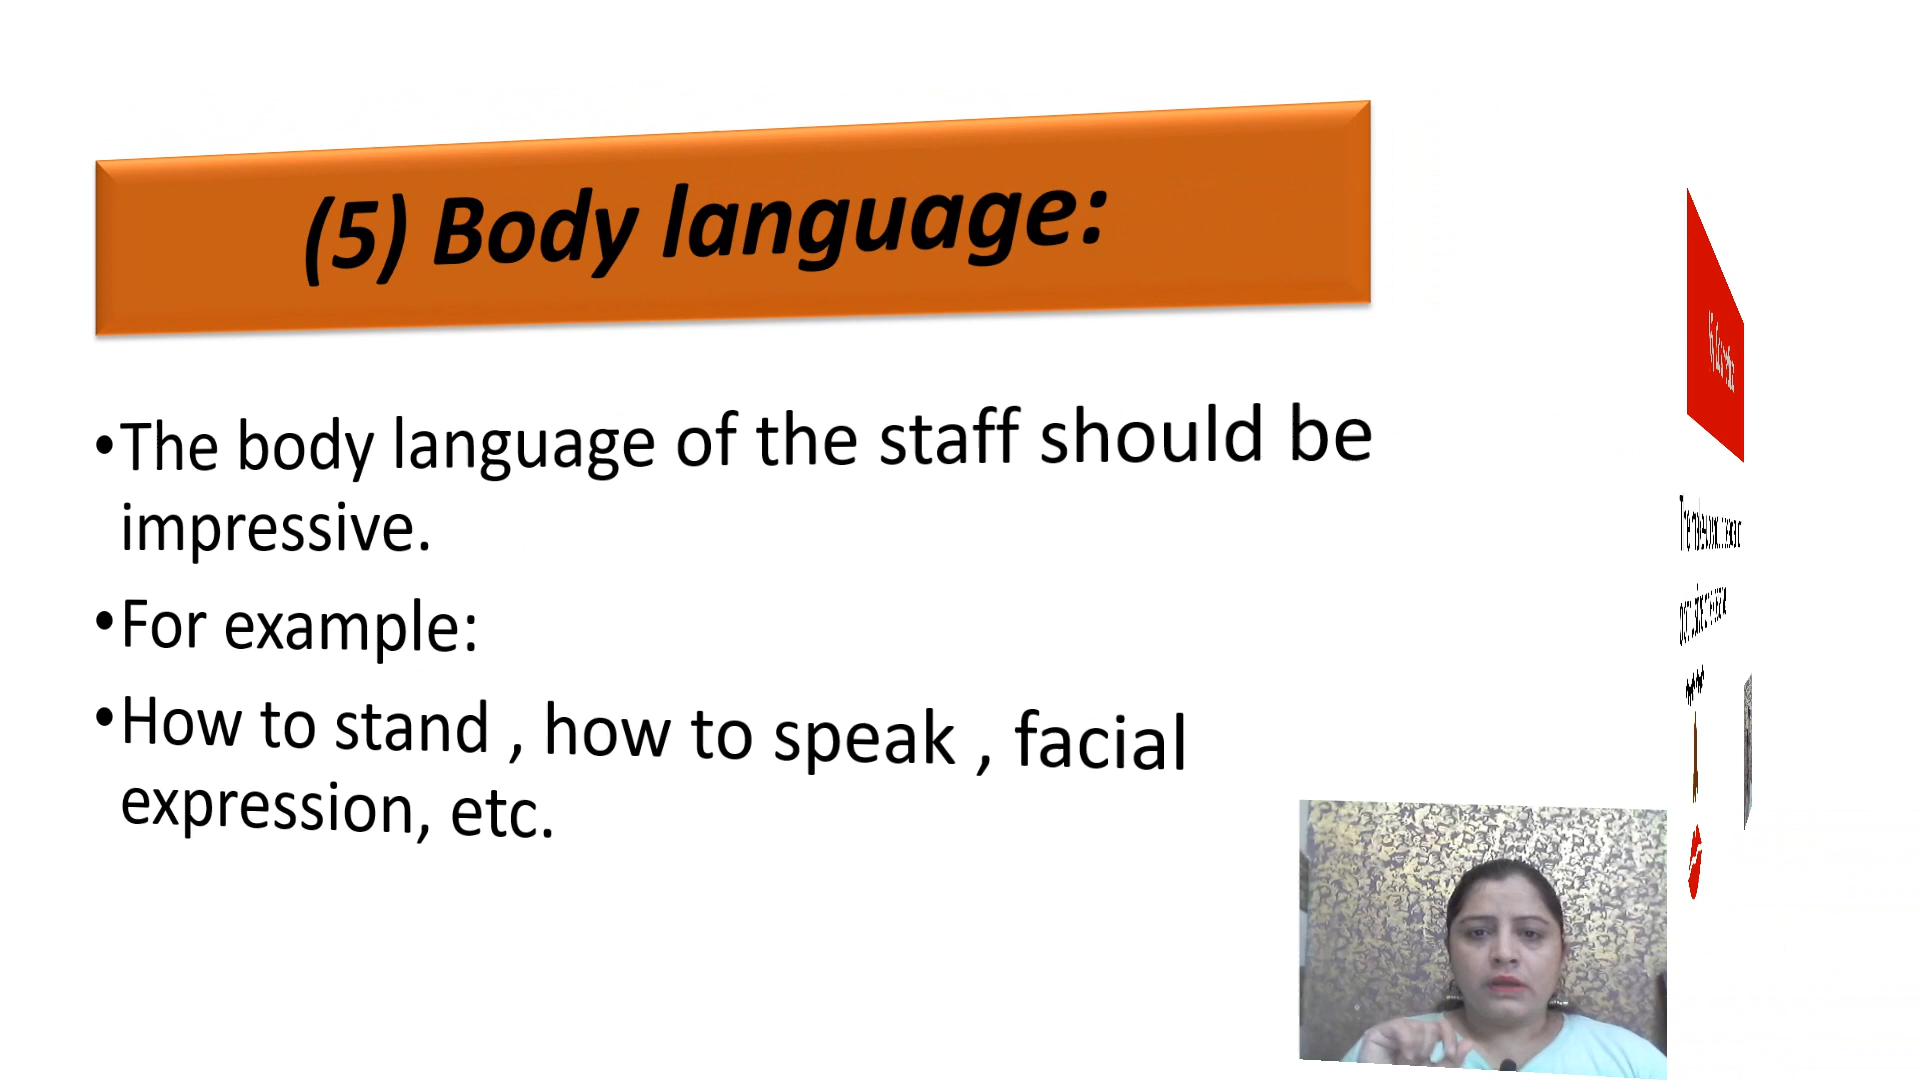 (5) Body language:
•The body language of the staff should be
impressive.
•For example:
•How to stand , how to speak , facial
expression, etc.